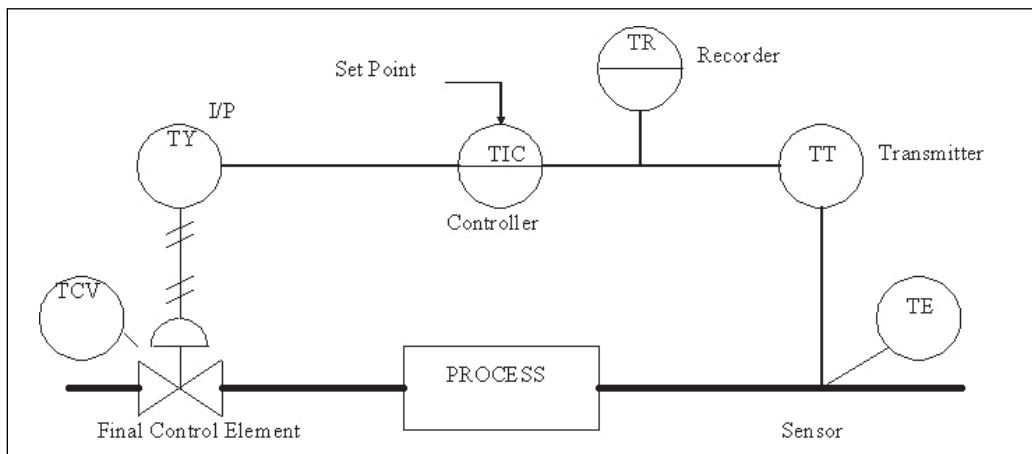 TR
Recorder
Set Point
I/P
TY
TIC
TT
Transmitter
Controller
TCV
TE
PROCESS
Final Control Element
Sensor